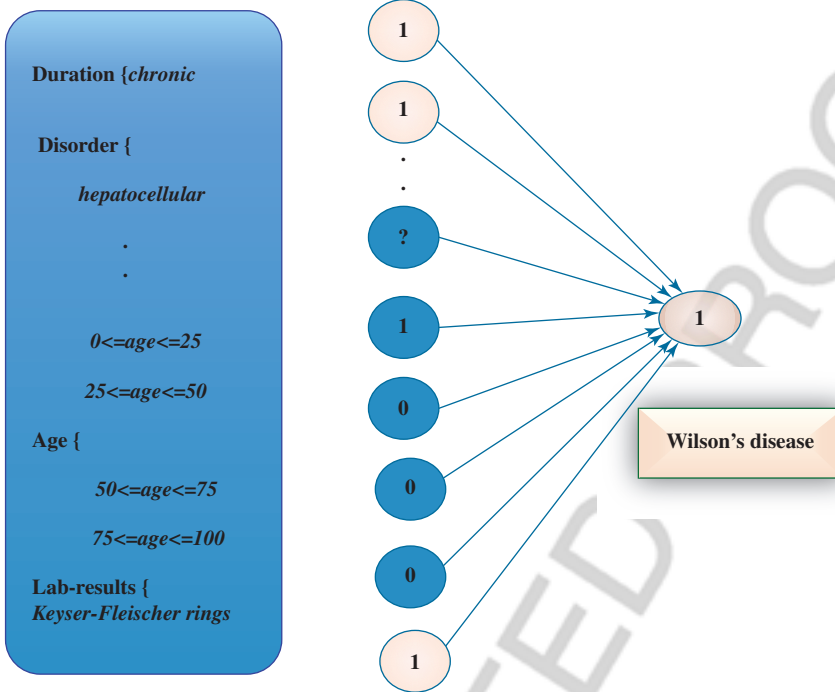 Duration {chronic
Disorder {
hepatocellular
.
.
0<=age<=25
25<=age<=50
Age {
50<=age<=75
75<=age<=100
Lab-results {
Keyser-Fleischer rings
1
1
.
.
?
1
0
0
0
1
1
Wilson's disease